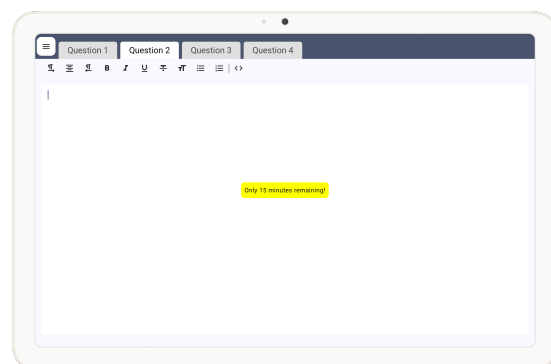 Question 1
Question 2
Question 3
Question 4
Only 15 minutes remaining!